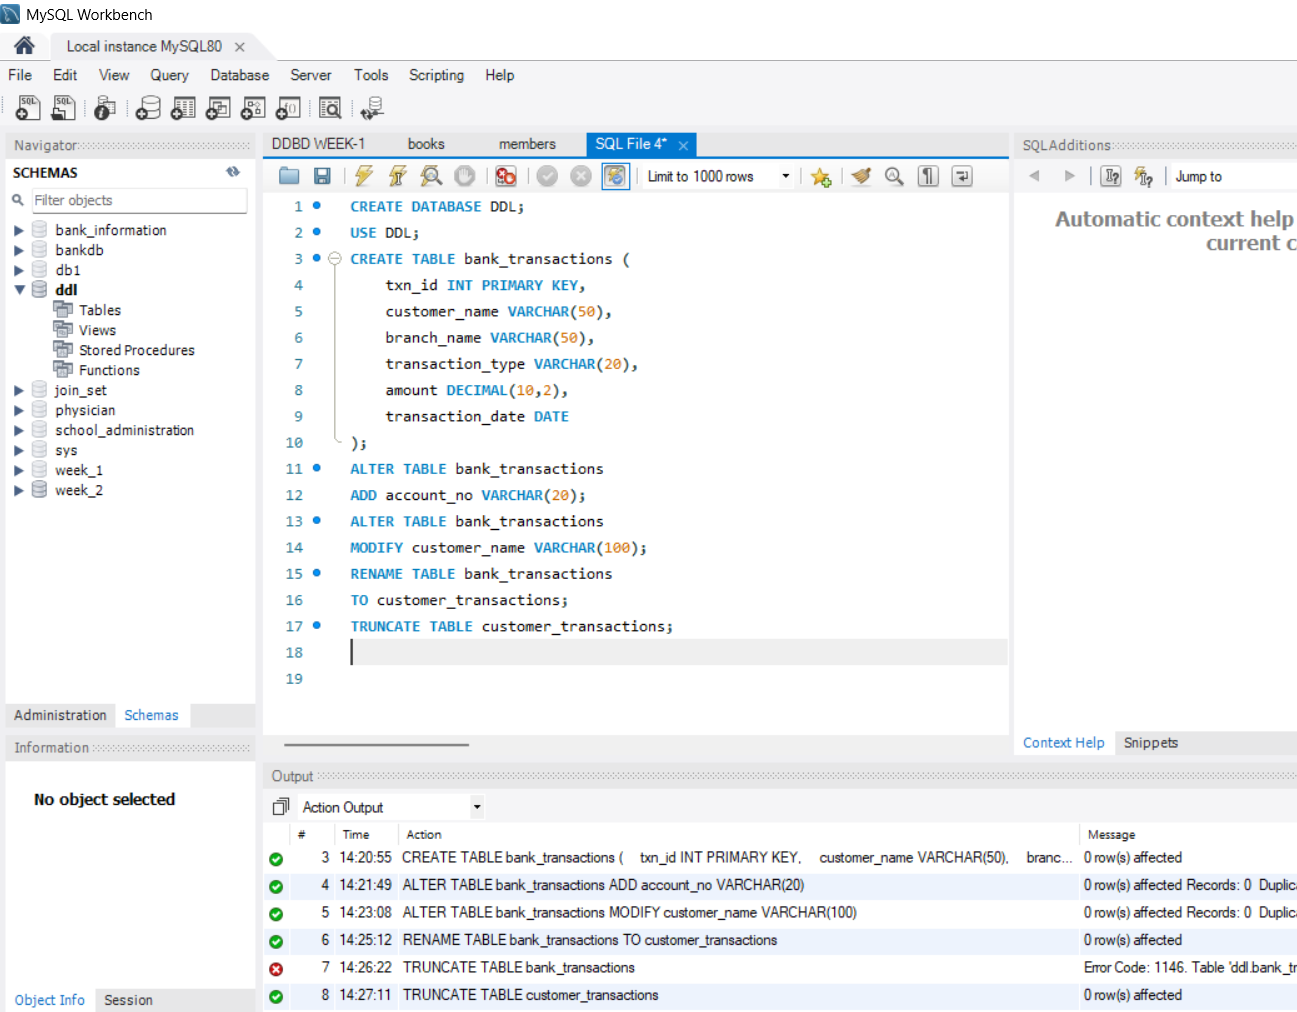 MySQL Workbench
Local instance MySQL80
File Edit View Query Database Server Tools Scripting Help
Navigator
SCHEMAS
Filter objects
bank_information
bankdb
db1
ddl
Tables
Views
Stored Procedures
Functions
join_set
physician
school_administration
sys
week_1
week_2
Administration Schemas
Information
No object selected
Object Info Session
DDBD WEEK-1 books members SQL File 4*
Limit to 1000 rows
1 CREATE DATABASE DDL;
2 USE DDL;
3 CREATE TABLE bank_transactions (
4 txn_id INT PRIMARY KEY,
5 customer_name VARCHAR(50),
6 branch_name VARCHAR(50),
7 transaction_type VARCHAR(20),
8 amount DECIMAL(10,2),
9 transaction_date DATE
10 );
11 ALTER TABLE bank_transactions
12 ADD account_no VARCHAR(20);
13 ALTER TABLE bank_transactions
14 MODIFY customer_name VARCHAR(100);
15 RENAME TABLE bank_transactions
16 TO customer_transactions;
17 TRUNCATE TABLE customer_transactions;
18
19
SQLAdditions
Jump to
Automatic context help
current c
Context Help Snippets
Output
Action Output
# Time Action Message
3 14:20:55 CREATE TABLE bank_transactions ( txn_id INT PRIMARY KEY, customer_name VARCHAR(50), branc... 0 row(s) affected
4 14:21:49 ALTER TABLE bank_transactions ADD account_no VARCHAR(20) 0 row(s) affected Records: 0 Duplica
5 14:23:08 ALTER TABLE bank_transactions MODIFY customer_name VARCHAR(100) 0 row(s) affected Records: 0 Duplica
6 14:25:12 RENAME TABLE bank_transactions TO customer_transactions 0 row(s) affected
7 14:26:22 TRUNCATE TABLE bank_transactions Error Code: 1146. Table 'ddl.bank_tr
8 14:27:11 TRUNCATE TABLE customer_transactions 0 row(s) affected